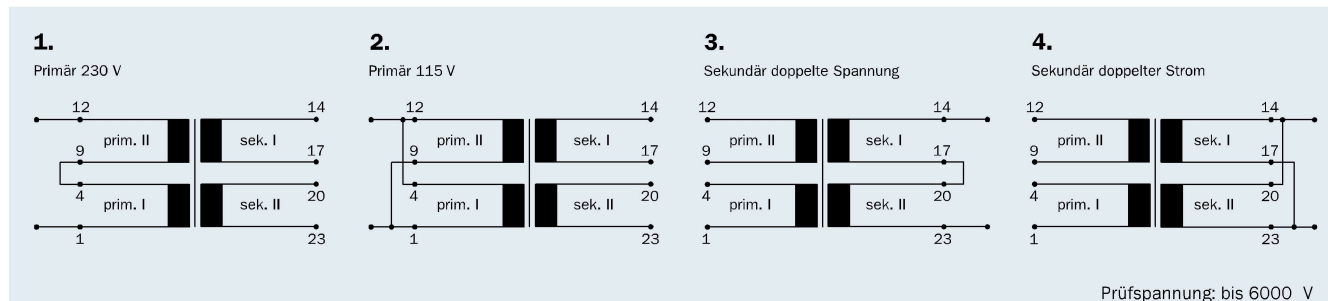 1.
Primär 230 V
12
14
prim. II
sek. I
9
17
4
20
prim. I
sek. II
1
23
2.
Primär 115 V
12
14
prim. II
sek. I
9
17
4
20
prim. I
sek. II
1
23
3.
Sekundär doppelte Spannung
12
14
prim. II
sek. I
9
17
4
20
prim. I
sek. II
1
23
4.
Sekundär doppelter Strom
12
14
prim. II
sek. I
9
17
4
20
prim. I
sek. II
1
23
Prüfspannung: bis 6000 V